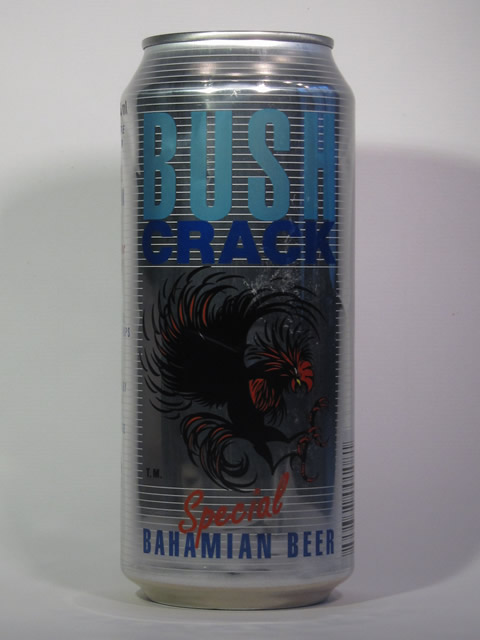 BUSH
CRACK
T.M.
Special
BAHAMIAN BEER